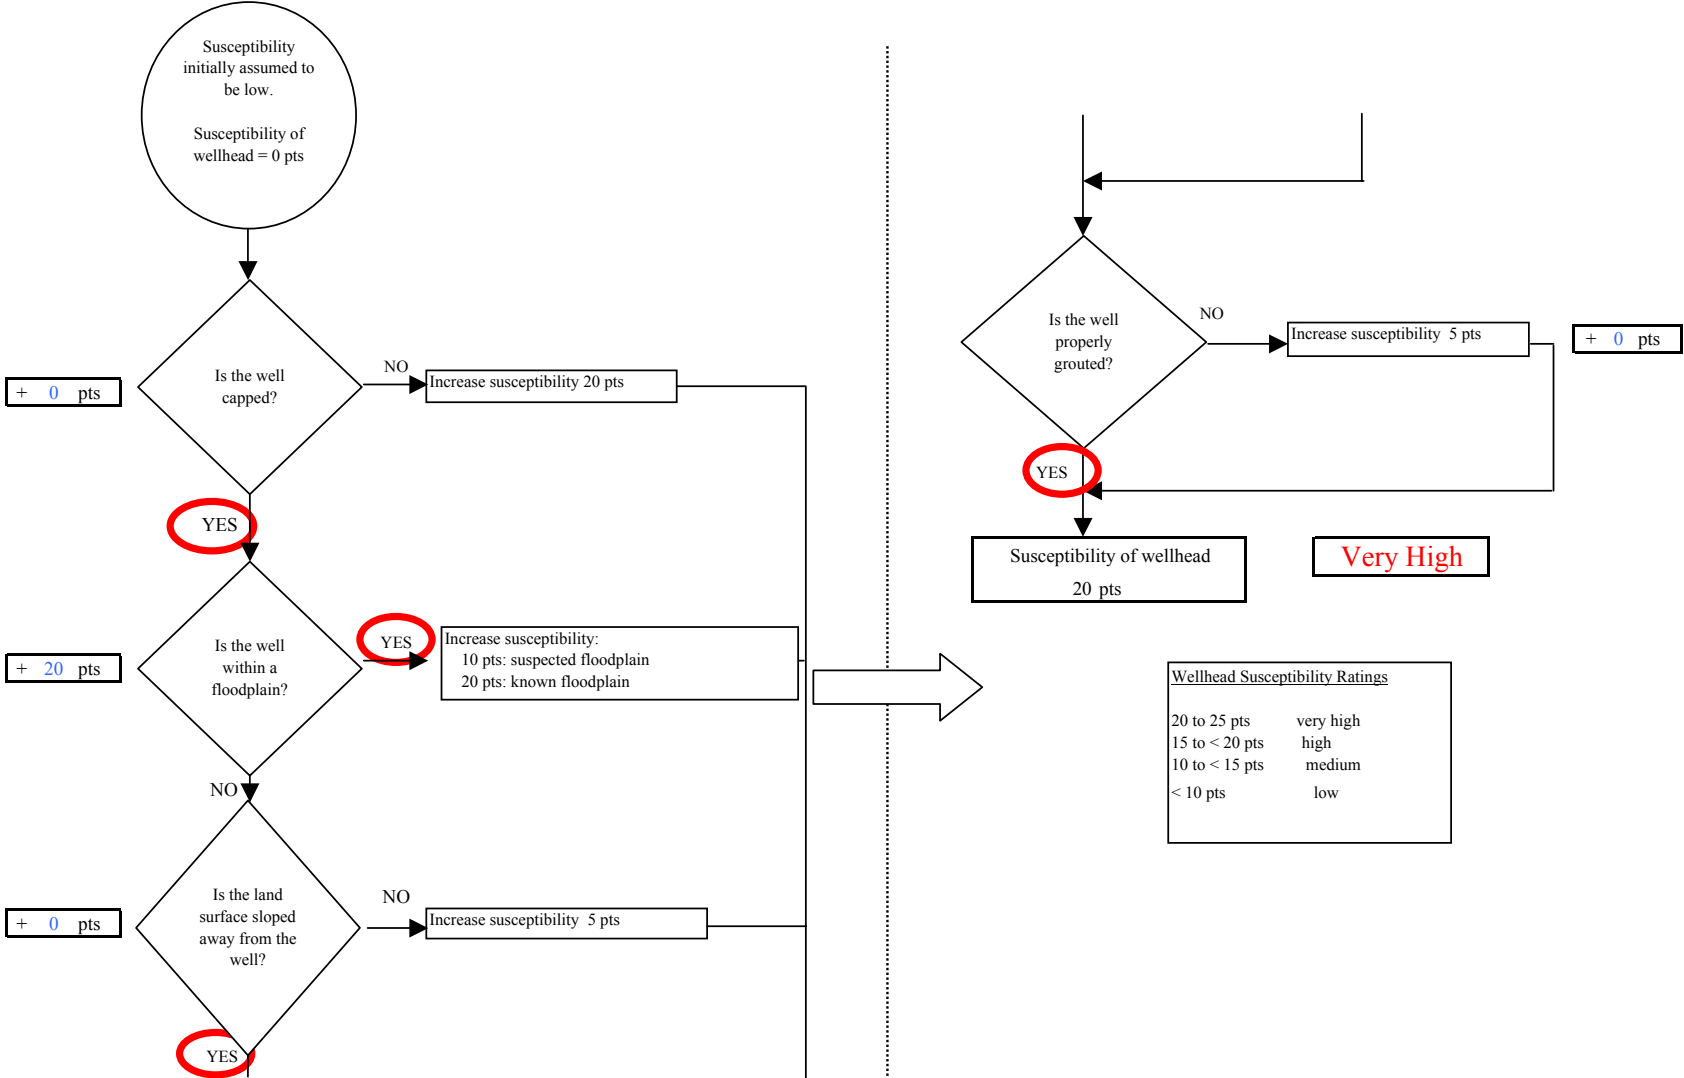 Susceptibility
initially assumed to
be low.
Susceptibility of
wellhead = 0 pts
Is the well
capped?
NO
Increase susceptibility 20 pts
+ 0 pts
YES
Is the well
within a
floodplain?
YES
Increase susceptibility:
10 pts: suspected floodplain
20 pts: known floodplain
+ 20 pts
NO
Is the land
surface sloped
away from the
well?
NO
Increase susceptibility 5 pts
+ 0 pts
YES
Is the well
properly
grouted?
NO
Increase susceptibility 5 pts
+ 0 pts
YES
Susceptibility of wellhead
20 pts
Very High
Wellhead Susceptibility Ratings
20 to 25 pts very high
15 to < 20 pts high
10 to < 15 pts medium
< 10 pts low